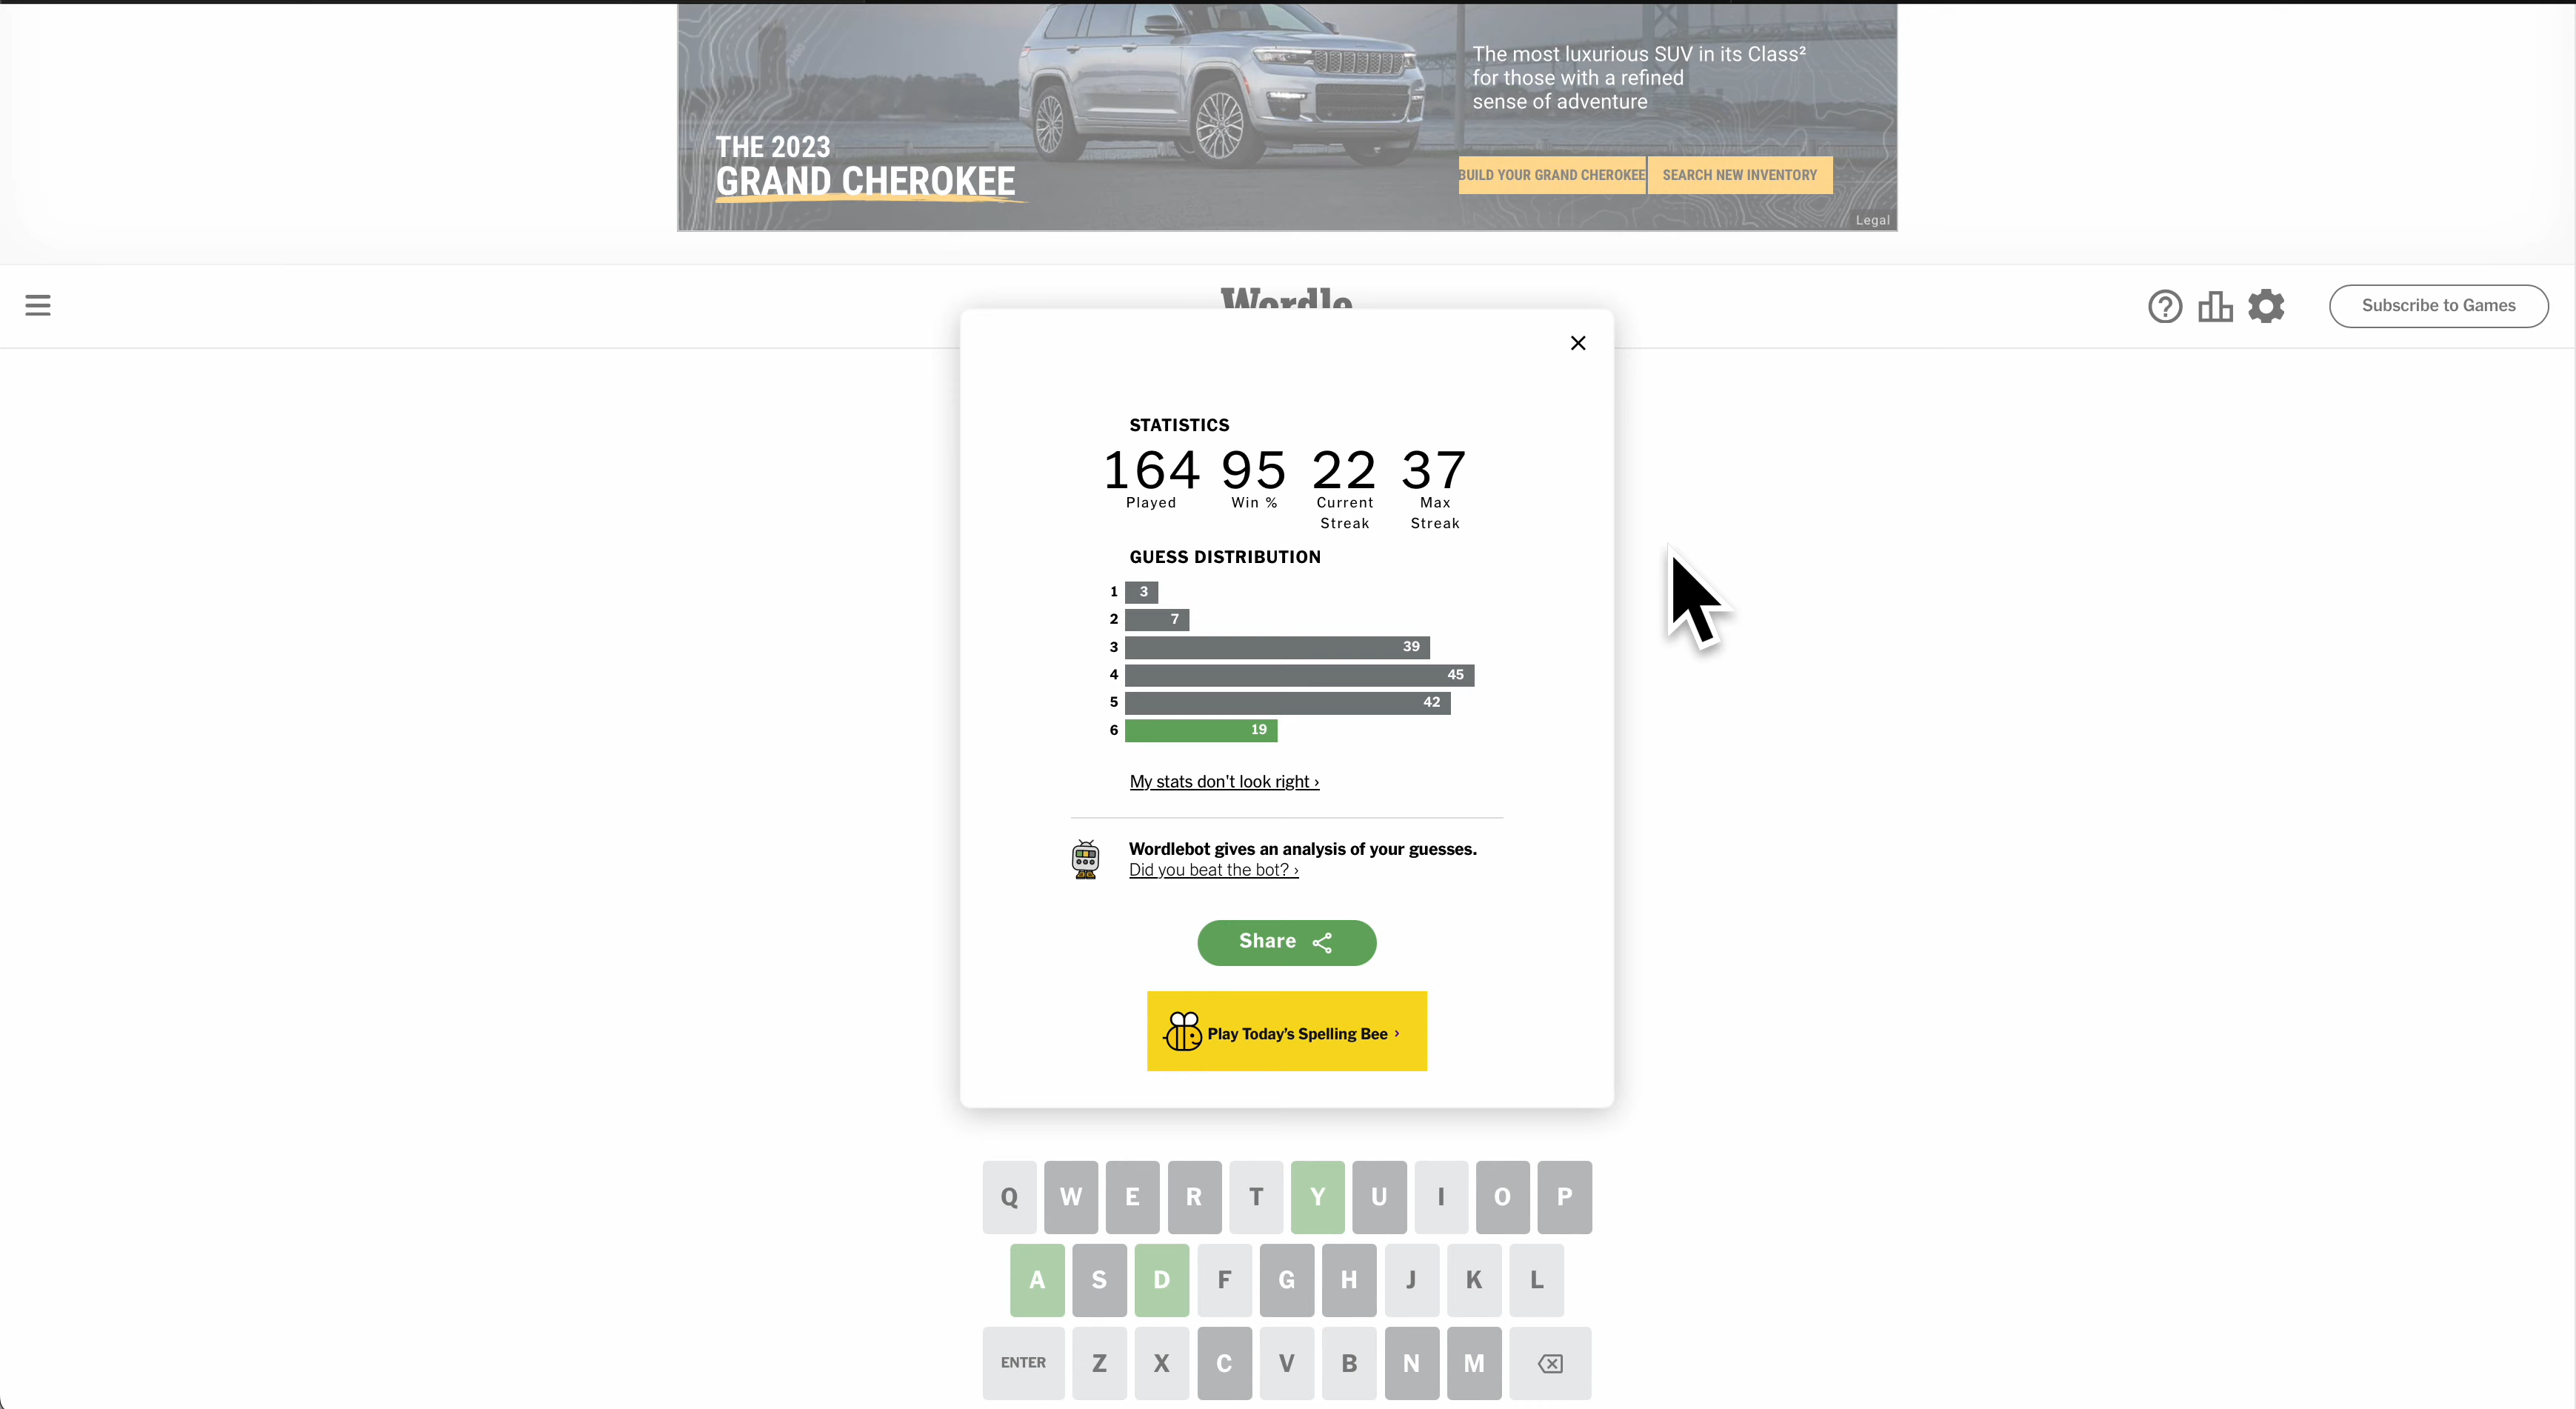 The most luxurious SUV in its Class²
for those with a refined
sense of adventure
THE 2023
GRAND CHEROKEE
BUILD YOUR GRAND CHEROKEE
SEARCH NEW INVENTORY
Legal
Wordle
Subscribe to Games
STATISTICS
164 95 22 37
Played Win % Current Streak Max Streak
GUESS DISTRIBUTION
1 3
2 7
3 39
4 45
5 42
6 19
My stats don't look right ›
Wordlebot gives an analysis of your guesses.
Did you beat the bot? ›
Share
Play Today's Spelling Bee ›
Q W E R T Y U I O P
A S D F G H J K L
ENTER Z X C V B N M